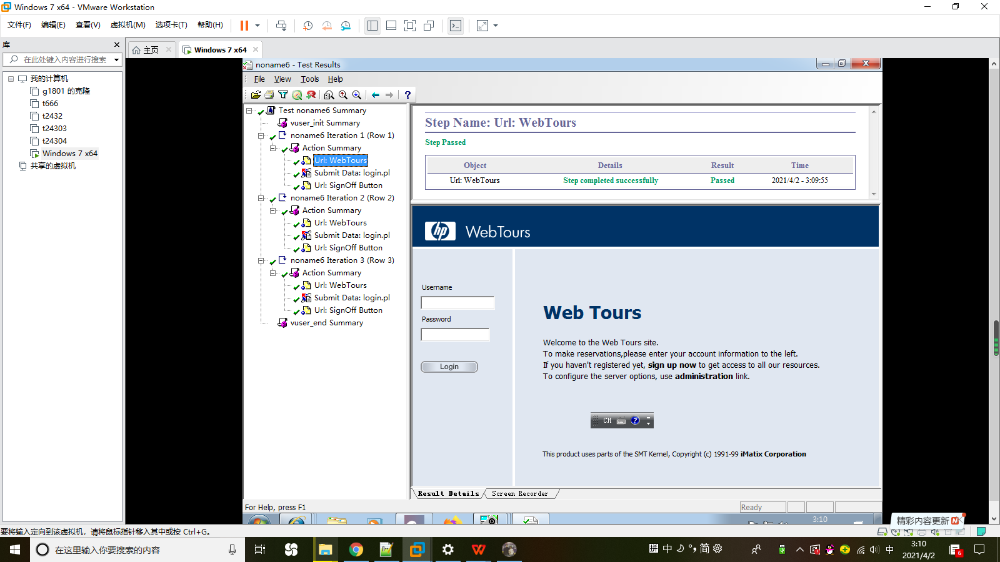 Windows 7 x64 - VMware Workstation
文件(F) 编辑(E) 查看(V) 虚拟机(M) 选项卡(T) 帮助(H)
库
在此处键入内容进行搜索
我的计算机
g1801 的克隆
t666
t2432
t24303
t24304
Windows 7 x64
共享的虚拟机
主页
Windows 7 x64
noname6 - Test Results
File View Tools Help
Test noname6 Summary
vuser_init Summary
noname6 Iteration 1 (Row 1)
Action Summary
Url: WebTours
Submit Data: login.pl
Url: SignOff Button
noname6 Iteration 2 (Row 2)
Action Summary
Url: WebTours
Submit Data: login.pl
Url: SignOff Button
noname6 Iteration 3 (Row 3)
Action Summary
Url: WebTours
Submit Data: login.pl
Url: SignOff Button
vuser_end Summary
Step Name: Url: WebTours
Step Passed
Object Details Result Time
Url: WebTours Step completed successfully Passed 2021/4/2 - 3:09:55
hp WebTours
Username
Password
Login
Web Tours
Welcome to the Web Tours site.
To make reservations,please enter your account information to the left.
If you haven't registered yet, sign up now to get access to all our resources.
To configure the server options, use administration link.
CH
This product uses parts of the SMT Kernel, Copyright (c) 1991-99 iMatix Corporation
Result Details Screen Recorder
For Help, press F1
Ready
3:10
精彩内容更新
要将输入定向到该虚拟机，请将鼠标指针移入其中或按 Ctrl+G。
在这里输入你要搜索的内容
拼 中 简
中
3:10
2021/4/2
6